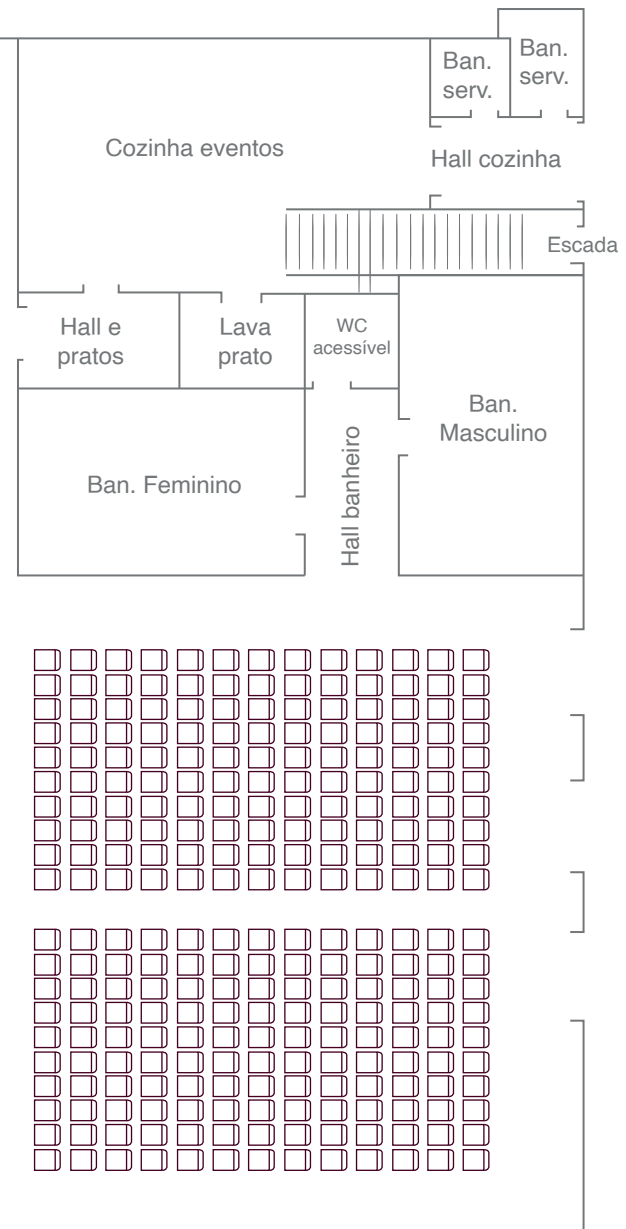 Ban.
serv.
Ban.
serv.
Cozinha eventos
Hall cozinha
Escada
Hall e
pratos
Lava
prato
WC
acessível
Ban.
Masculino
Ban. Feminino
Hall banheiro